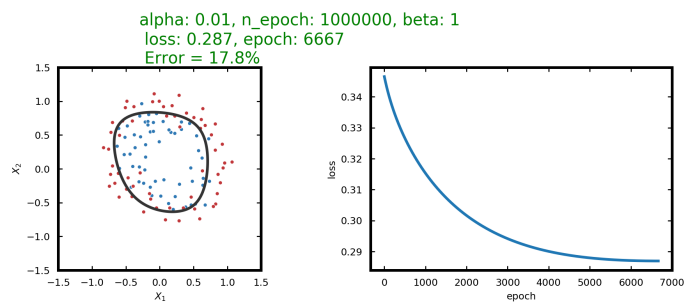 alpha: 0.01, n_epoch: 1000000, beta: 1
loss: 0.287, epoch: 6667
Error = 17.8%
1.5
1.0
0.5
0.0
−0.5
−1.0
−1.5
X2
−1.5 −1.0 −0.5 0.0 0.5 1.0 1.5
X1
0.34
0.33
0.32
0.31
0.30
0.29
loss
0 1000 2000 3000 4000 5000 6000 7000
epoch